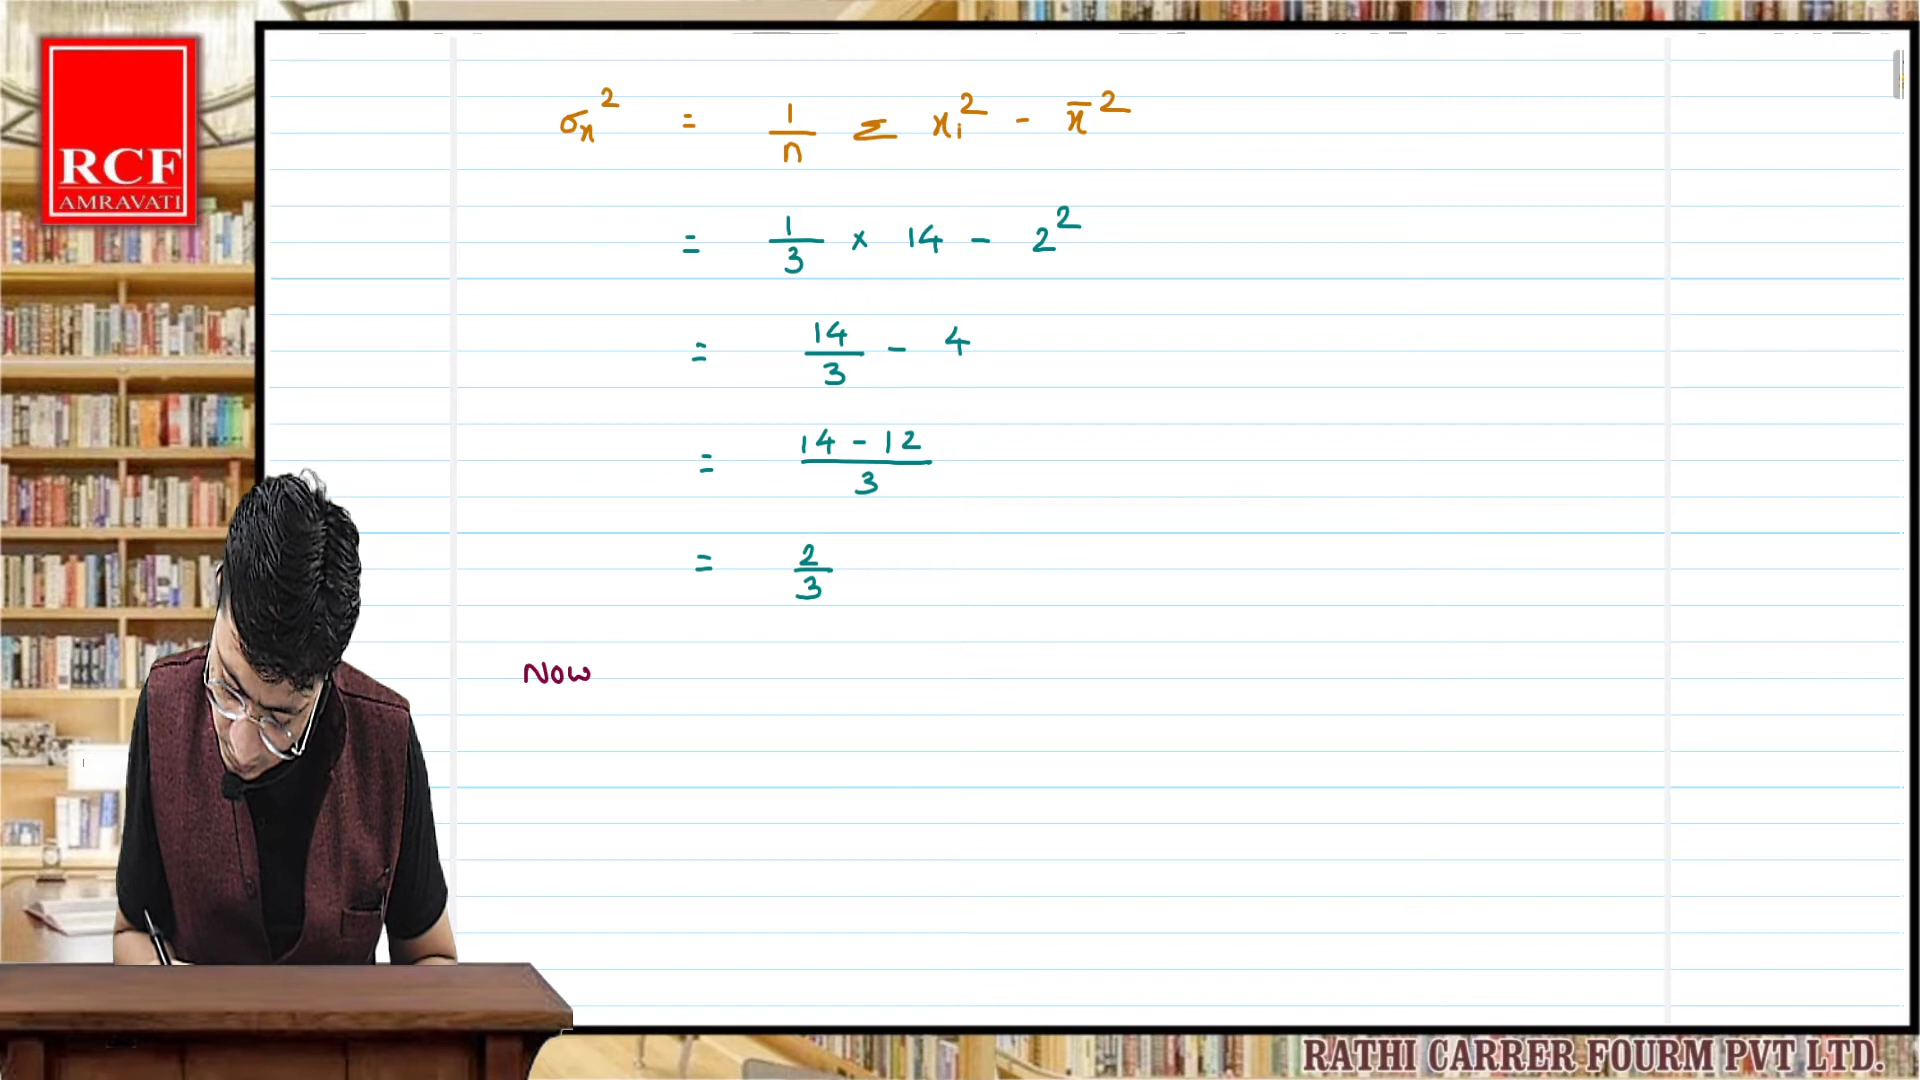 RCF
AMRAVATI
σx² = 1/n Σ xi² - x̄²
= 1/3 × 14 - 2²
= 14/3 - 4
= 14 - 12/3
= 2/3
Now
RATHI CARRER FOURM PVT LTD.